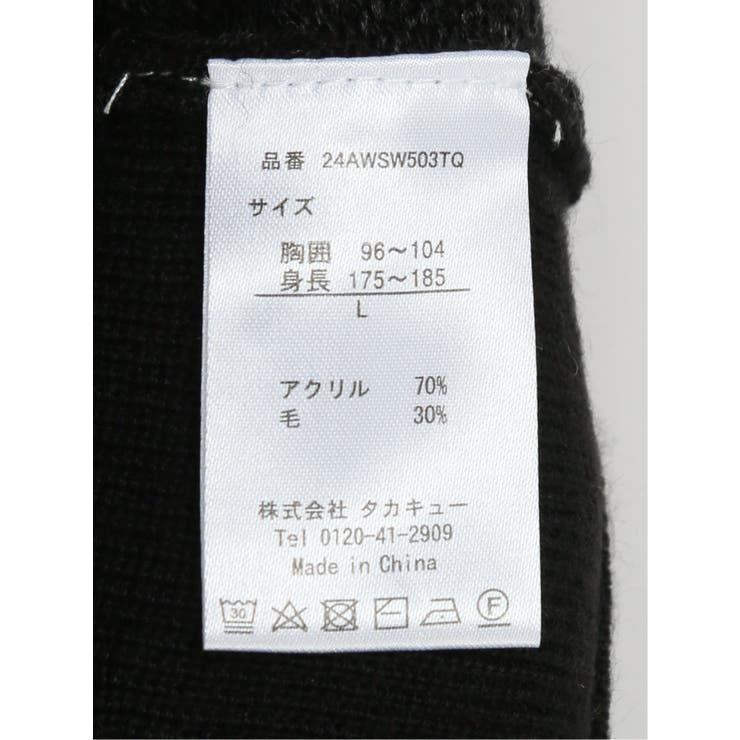 品番 24AWSW503TQ
サイズ
胸囲 96～104
身長 175～185
L
アクリル 70%
毛 30%
株式会社 タカキュー
Tel 0120-41-2909
Made in China
30 F